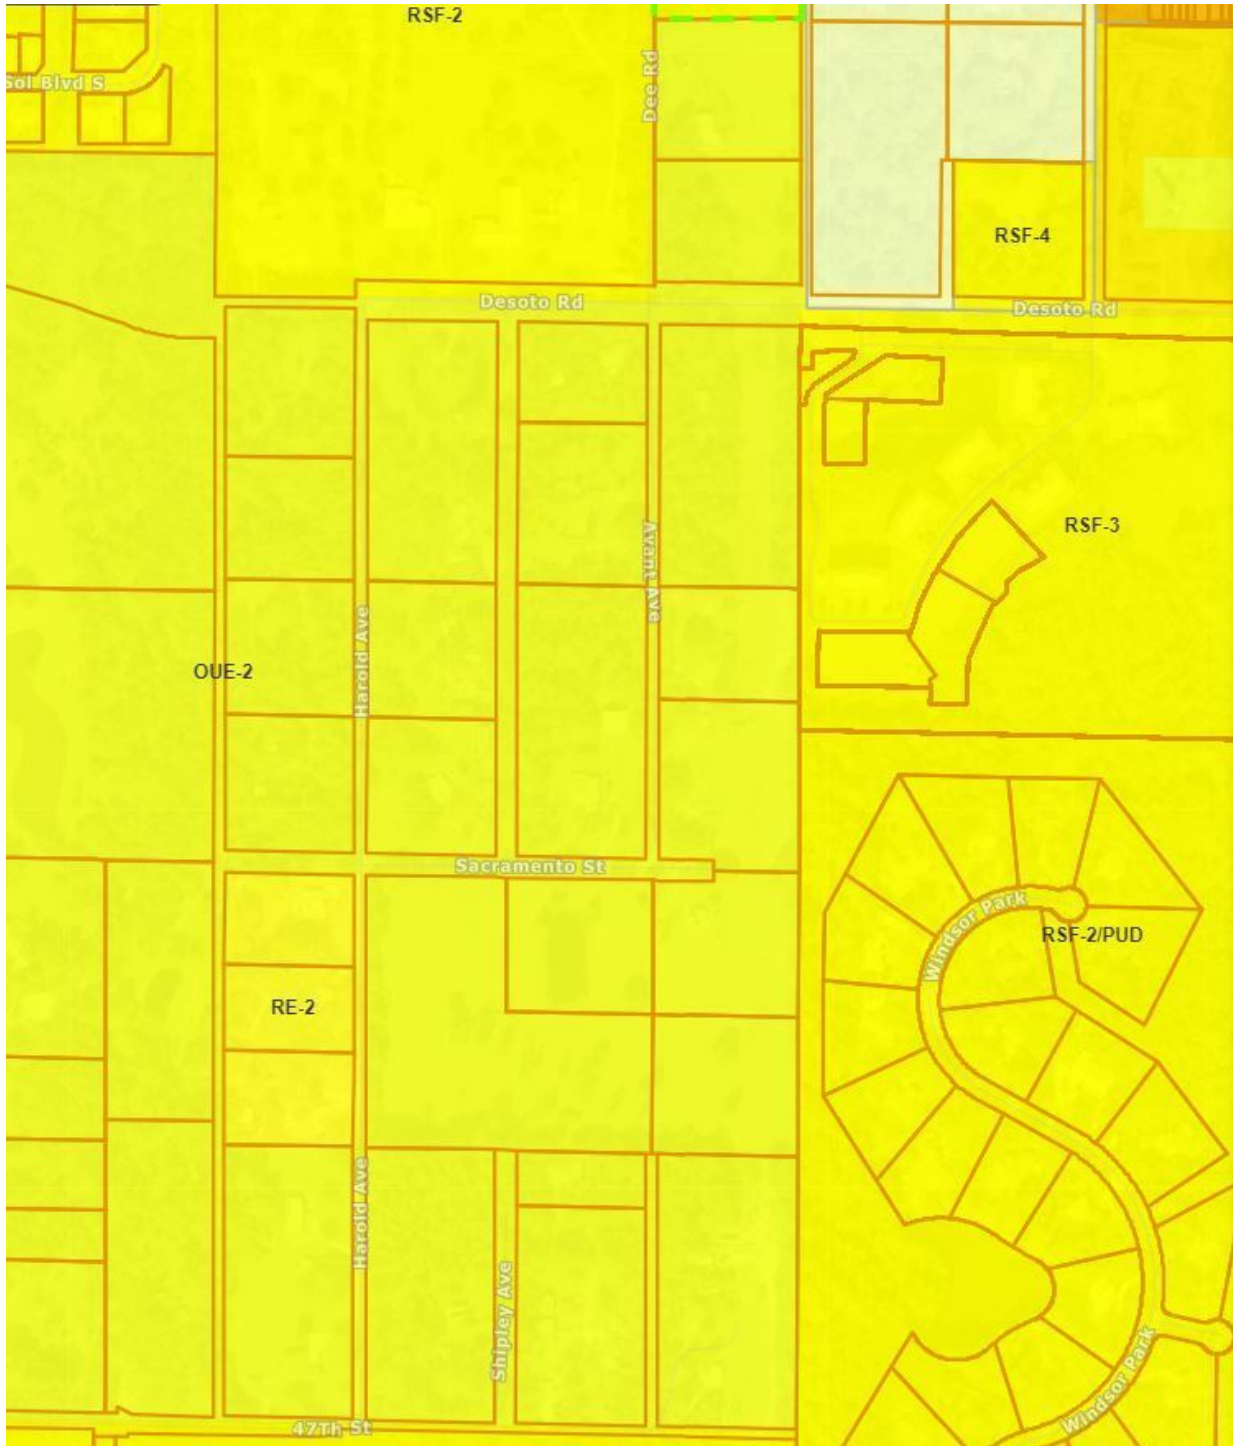 RSF-2
Sol Blvd S
Dee Rd
RSF-4
Desoto Rd
Desoto Rd
RSF-3
Avant Ave
Harold Ave
OUE-2
Sacramento St
Windsor Park
RSF-2/PUD
RE-2
Harold Ave
Shipley Ave
Windsor Park
47Th St